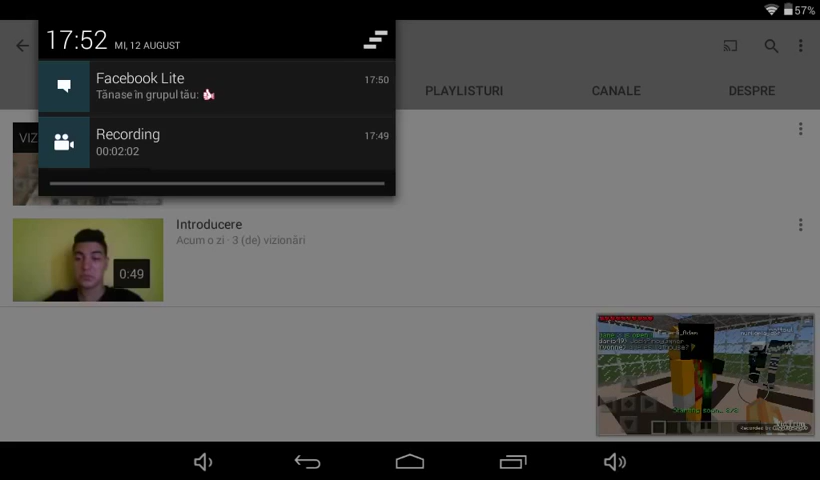 57%
17:52 MI, 12 AUGUST
Facebook Lite 17:50
Tănase în grupul tău:
Recording 17:49
00:02:02
PLAYLISTURI CANALE DESPRE
VIZ
Introducere
Acum o zi · 3 (de) vizionări
0:49